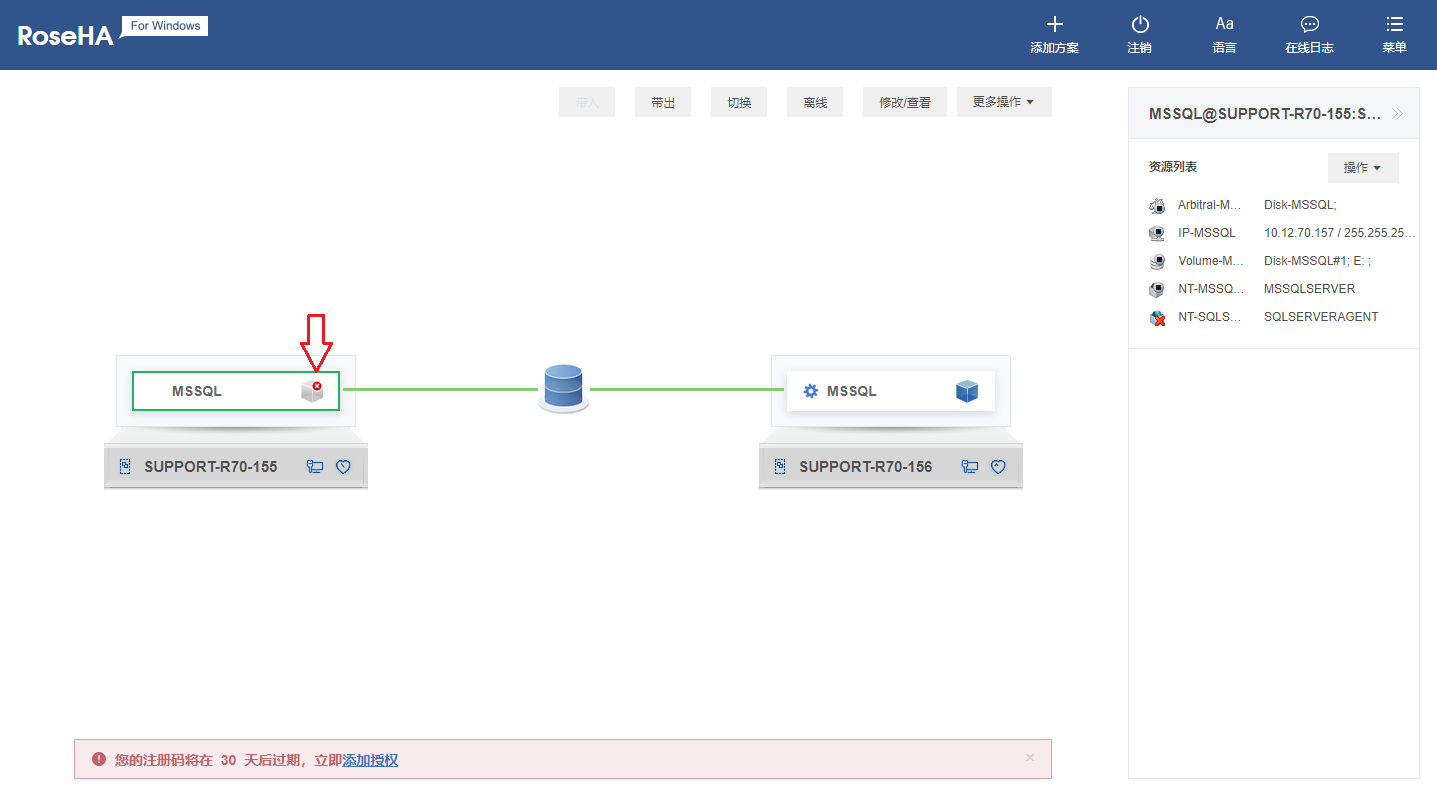 RoseHA
For Windows
添加方案
注销
Aa
语言
在线日志
菜单
带入
带出
切换
离线
修改/查看
更多操作
MSSQL@SUPPORT-R70-155:S...
资源列表
操作
Arbitral-M... Disk-MSSQL;
IP-MSSQL 10.12.70.157 / 255.255.25...
Volume-M... Disk-MSSQL#1; E: ;
NT-MSSQ... MSSQLSERVER
NT-SQLS... SQLSERVERAGENT
MSSQL
MSSQL
SUPPORT-R70-155
SUPPORT-R70-156
您的注册码将在 30 天后过期，立即添加授权